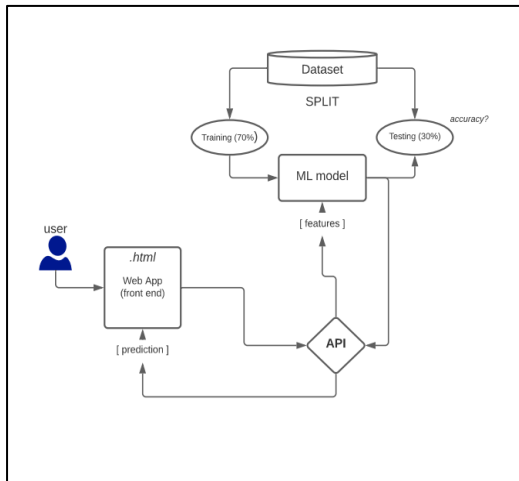 Dataset
SPLIT
accuracy?
Training (70%)
Testing (30%)
ML model
[ features ]
user
.html
Web App
(front end)
API
[ prediction ]